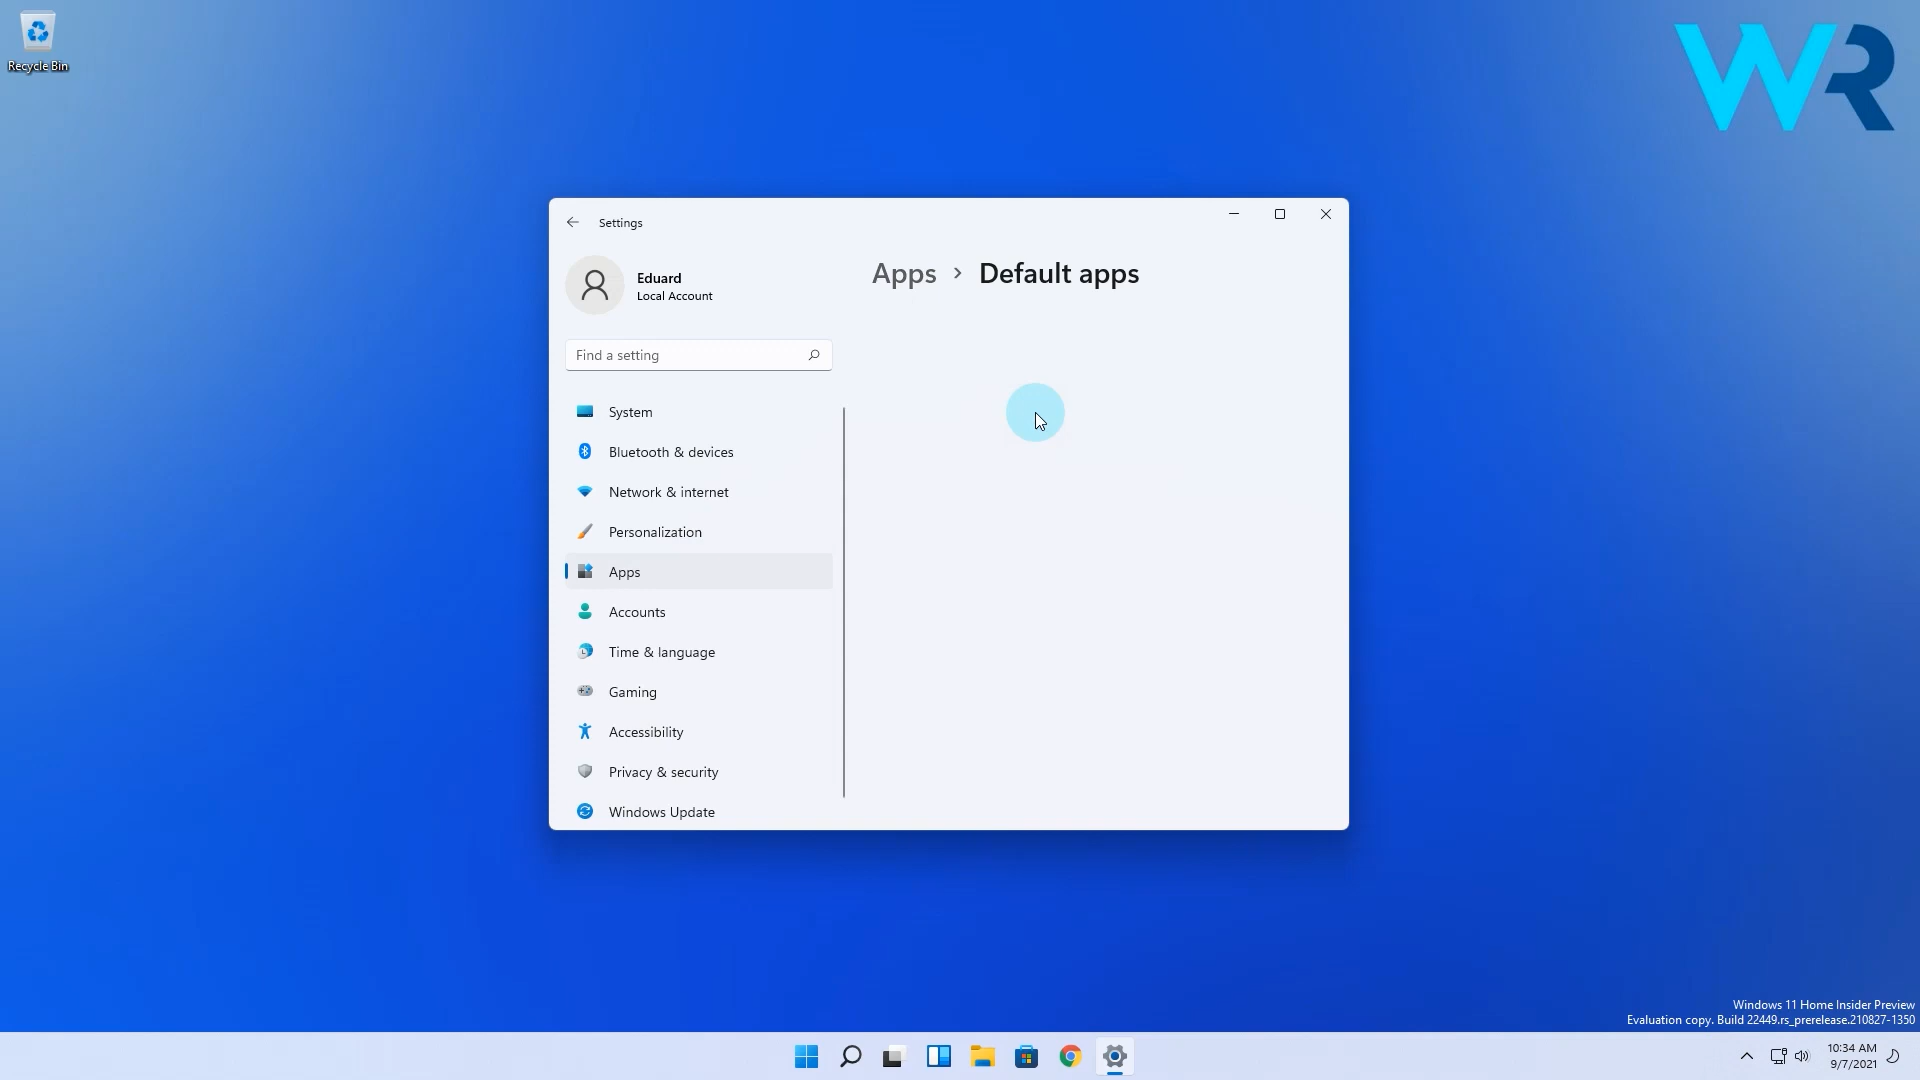 Recycle Bin
WR
Settings
Eduard
Local Account
Find a setting
System
Bluetooth & devices
Network & internet
Personalization
Apps
Accounts
Time & language
Gaming
Accessibility
Privacy & security
Windows Update
Apps › Default apps
Windows 11 Home Insider Preview
Evaluation copy. Build 22449.rs_prerelease.210827-1350
10:34 AM
9/7/2021